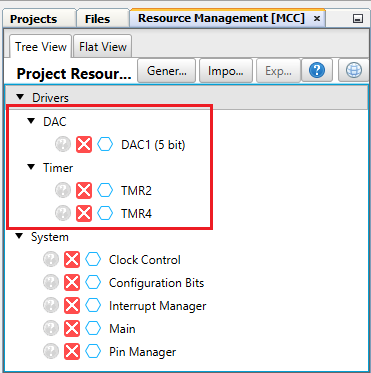 Projects Files Resource Management [MCC] ×
Tree View Flat View
Project Resour... Gener... Impo... Exp... ?
Drivers
DAC
? DAC1 (5 bit)
Timer
? TMR2
? TMR4
System
? Clock Control
? Configuration Bits
? Interrupt Manager
? Main
? Pin Manager